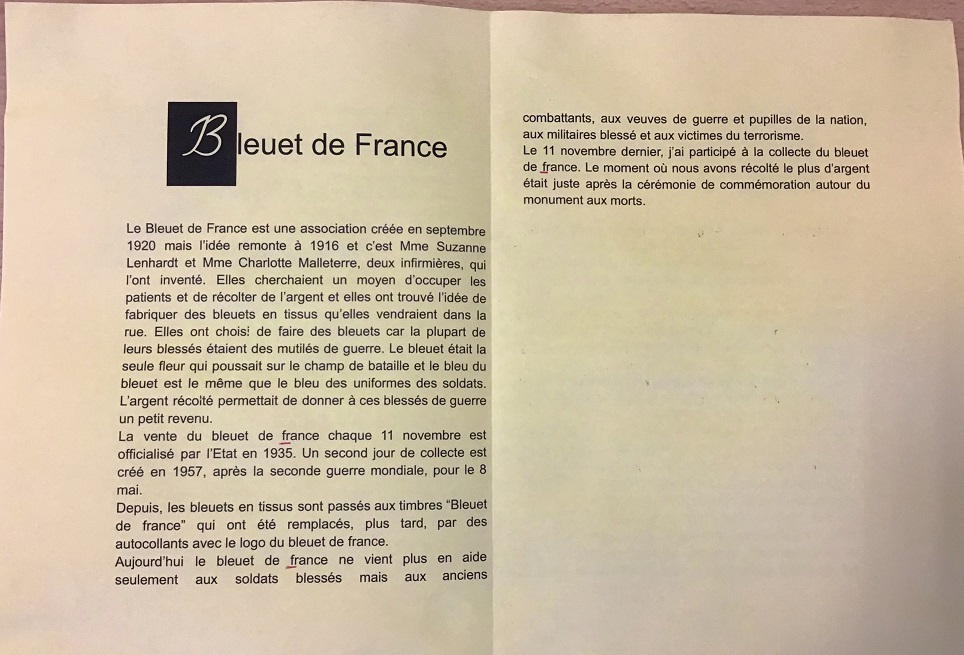 Bleuet de France
Le Bleuet de France est une association créée en septembre
1920 mais l'idée remonte à 1916 et c'est Mme Suzanne
Lenhardt et Mme Charlotte Malleterre, deux infirmières, qui
l'ont inventé. Elles cherchaient un moyen d'occuper les
patients et de récolter de l'argent et elles ont trouvé l'idée de
fabriquer des bleuets en tissus qu'elles vendraient dans la
rue. Elles ont choisi de faire des bleuets car la plupart de
leurs blessés étaient des mutilés de guerre. Le bleuet était la
seule fleur qui poussait sur le champ de bataille et le bleu du
bleuet est le même que le bleu des uniformes des soldats.
L'argent récolté permettait de donner à ces blessés de guerre
un petit revenu.
La vente du bleuet de france chaque 11 novembre est
officialisé par l'Etat en 1935. Un second jour de collecte est
créé en 1957, après la seconde guerre mondiale, pour le 8
mai.
Depuis, les bleuets en tissus sont passés aux timbres “Bleuet
de france” qui ont été remplacés, plus tard, par des
autocollants avec le logo du bleuet de france.
Aujourd'hui le bleuet de france ne vient plus en aide
seulement aux soldats blessés mais aux anciens
combattants, aux veuves de guerre et pupilles de la nation,
aux militaires blessé et aux victimes du terrorisme.
Le 11 novembre dernier, j'ai participé à la collecte du bleuet
de france. Le moment où nous avons récolté le plus d'argent
était juste après la cérémonie de commémoration autour du
monument aux morts.